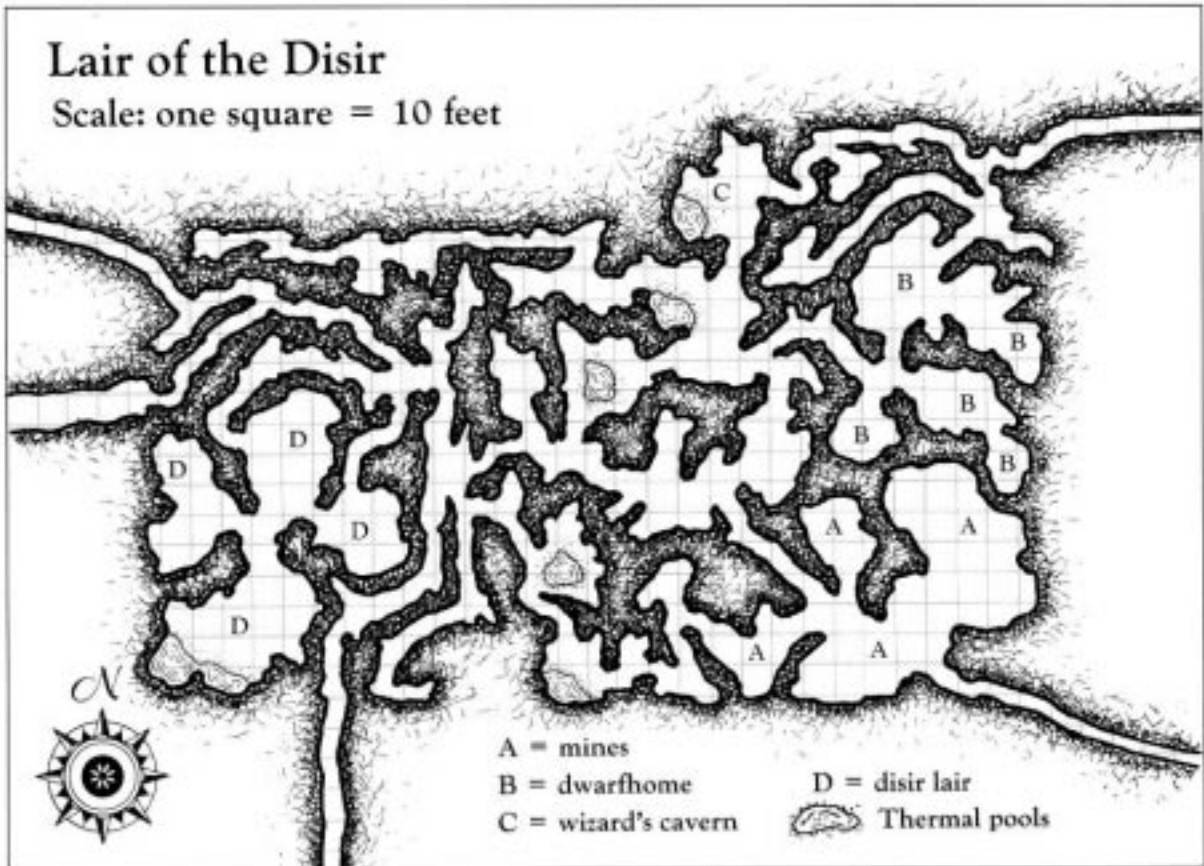 Lair of the Disir
Scale: one square = 10 feet
C
B
B
D
B
D
B
B
D
A
A
D
A
A
N
A = mines
B = dwarfhome
D = disir lair
C = wizard's cavern
Thermal pools